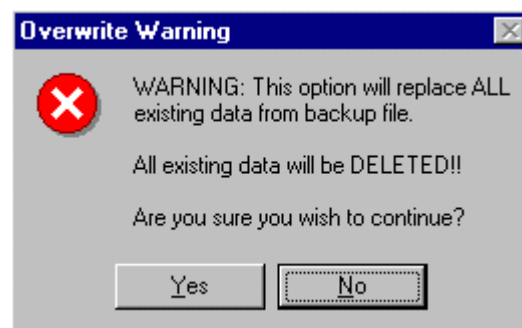 Overwrite Warning
WARNING: This option will replace ALL
existing data from backup file.
All existing data will be DELETED!!
Are you sure you wish to continue?
Yes No